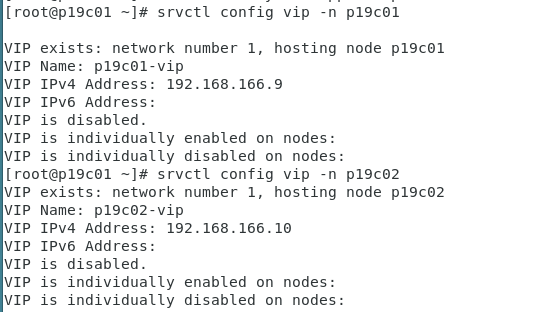 [root@p19c01 ~]# srvctl config vip -n p19c01
VIP exists: network number 1, hosting node p19c01
VIP Name: p19c01-vip
VIP IPv4 Address: 192.168.166.9
VIP IPv6 Address:
VIP is disabled.
VIP is individually enabled on nodes:
VIP is individually disabled on nodes:
[root@p19c01 ~]# srvctl config vip -n p19c02
VIP exists: network number 1, hosting node p19c02
VIP Name: p19c02-vip
VIP IPv4 Address: 192.168.166.10
VIP IPv6 Address:
VIP is disabled.
VIP is individually enabled on nodes:
VIP is individually disabled on nodes: